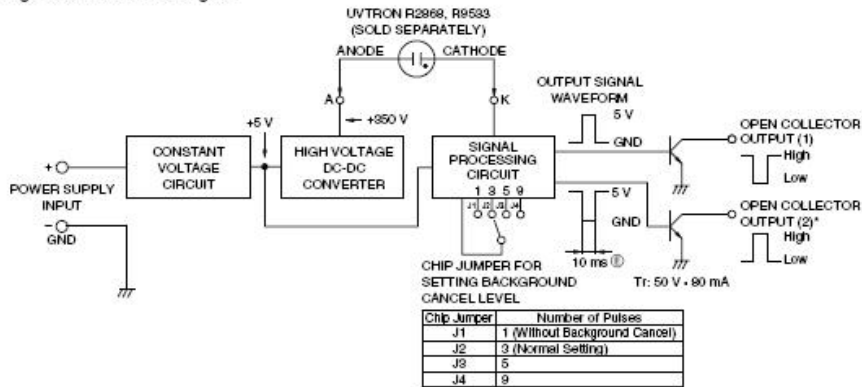 UVTRON R2868, R9533
(SOLD SEPARATELY)
ANODE
CATHODE
A
K
+5 V
+350 V
CONSTANT
VOLTAGE
CIRCUIT
HIGH VOLTAGE
DC-DC
CONVERTER
SIGNAL
PROCESSING
CIRCUIT
1 3 5 9
J1 J2 J3 J4
OUTPUT SIGNAL
WAVEFORM
5 V
GND
5 V
GND
10 ms
OPEN COLLECTOR
OUTPUT (1)
High
Low
OPEN COLLECTOR
OUTPUT (2)*
High
Low
Tr: 50 V • 80 mA
+
POWER SUPPLY
INPUT
-
GND
CHIP JUMPER FOR
SETTING BACKGROUND
CANCEL LEVEL
Chip Jumper Number of Pulses
J1 1 (Without Background Cancel)
J2 3 (Normal Setting)
J3 5
J4 9